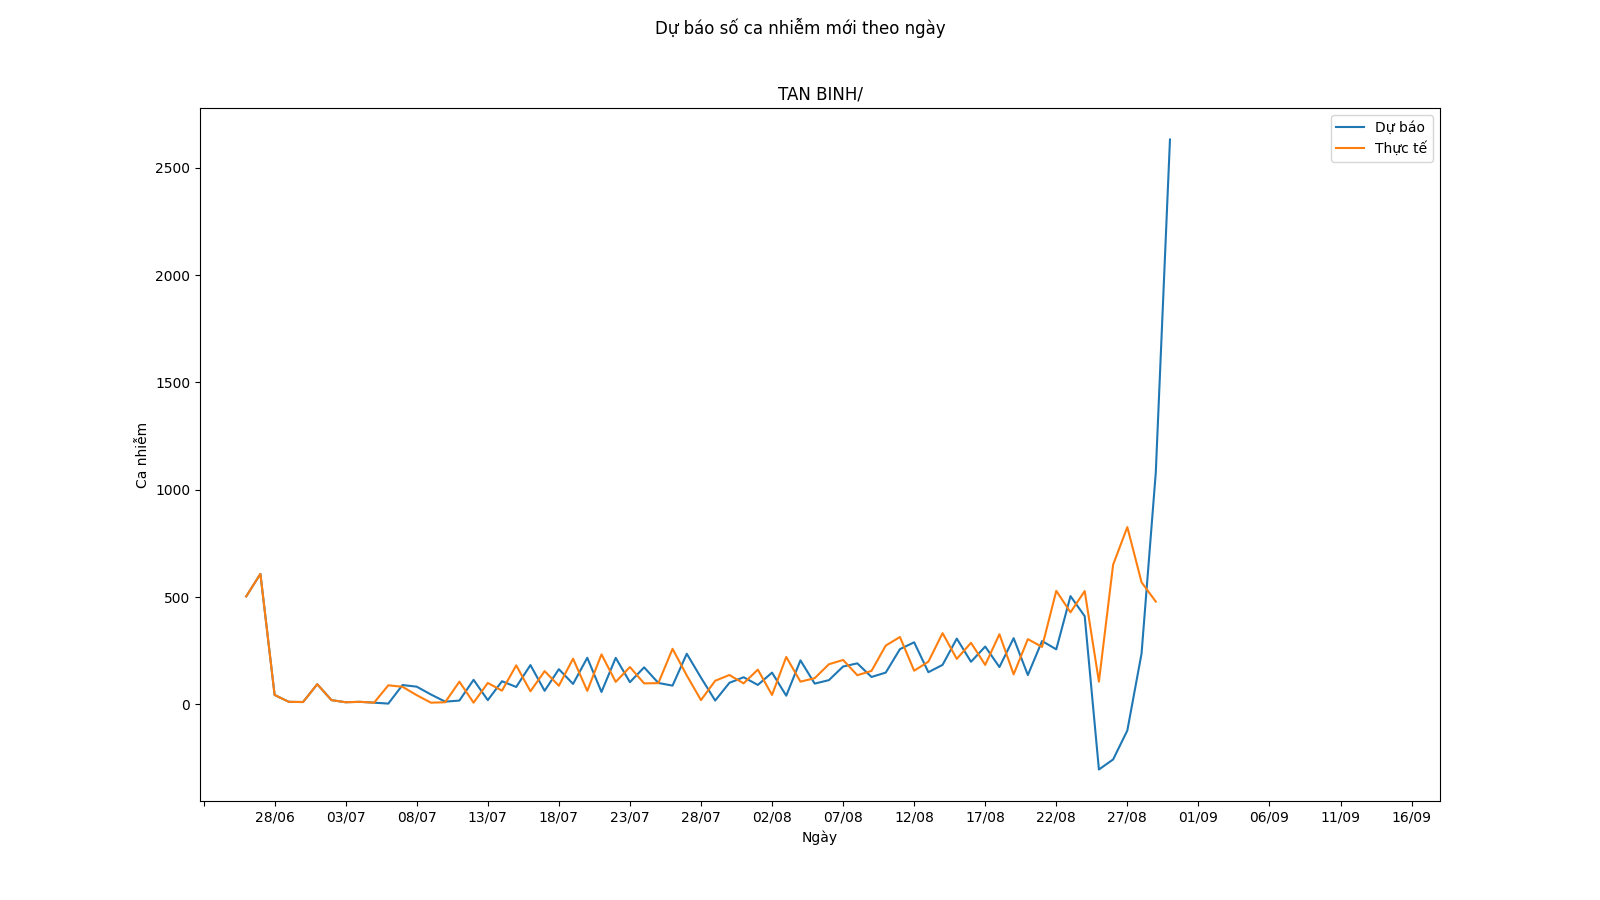 Dự báo số ca nhiễm mới theo ngày
TAN BINH/
Dự báo
Thực tế
2500
2000
1500
1000
500
0
Ca nhiễm
28/06 03/07 08/07 13/07 18/07 23/07 28/07 02/08 07/08 12/08 17/08 22/08 27/08 01/09 06/09 11/09 16/09
Ngày